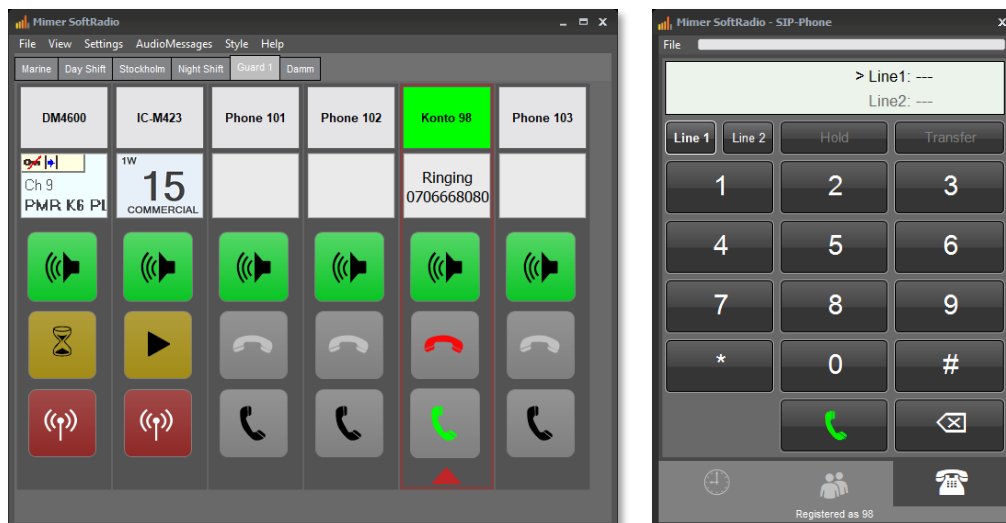 Mimer SoftRadio
File View Settings AudioMessages Style Help
Marine Day Shift Stockholm Night Shift Guard 1 Damm
DM4600 IC-M423 Phone 101 Phone 102 Konto 98 Phone 103
Ch 9
PMR K6 PL
1W
15
COMMERCIAL
Ringing
0706668080
Mimer SoftRadio - SIP-Phone
File
> Line1: ---
Line2: ---
Line 1 Line 2 Hold Transfer
1 2 3
4 5 6
7 8 9
* 0 #
Registered as 98